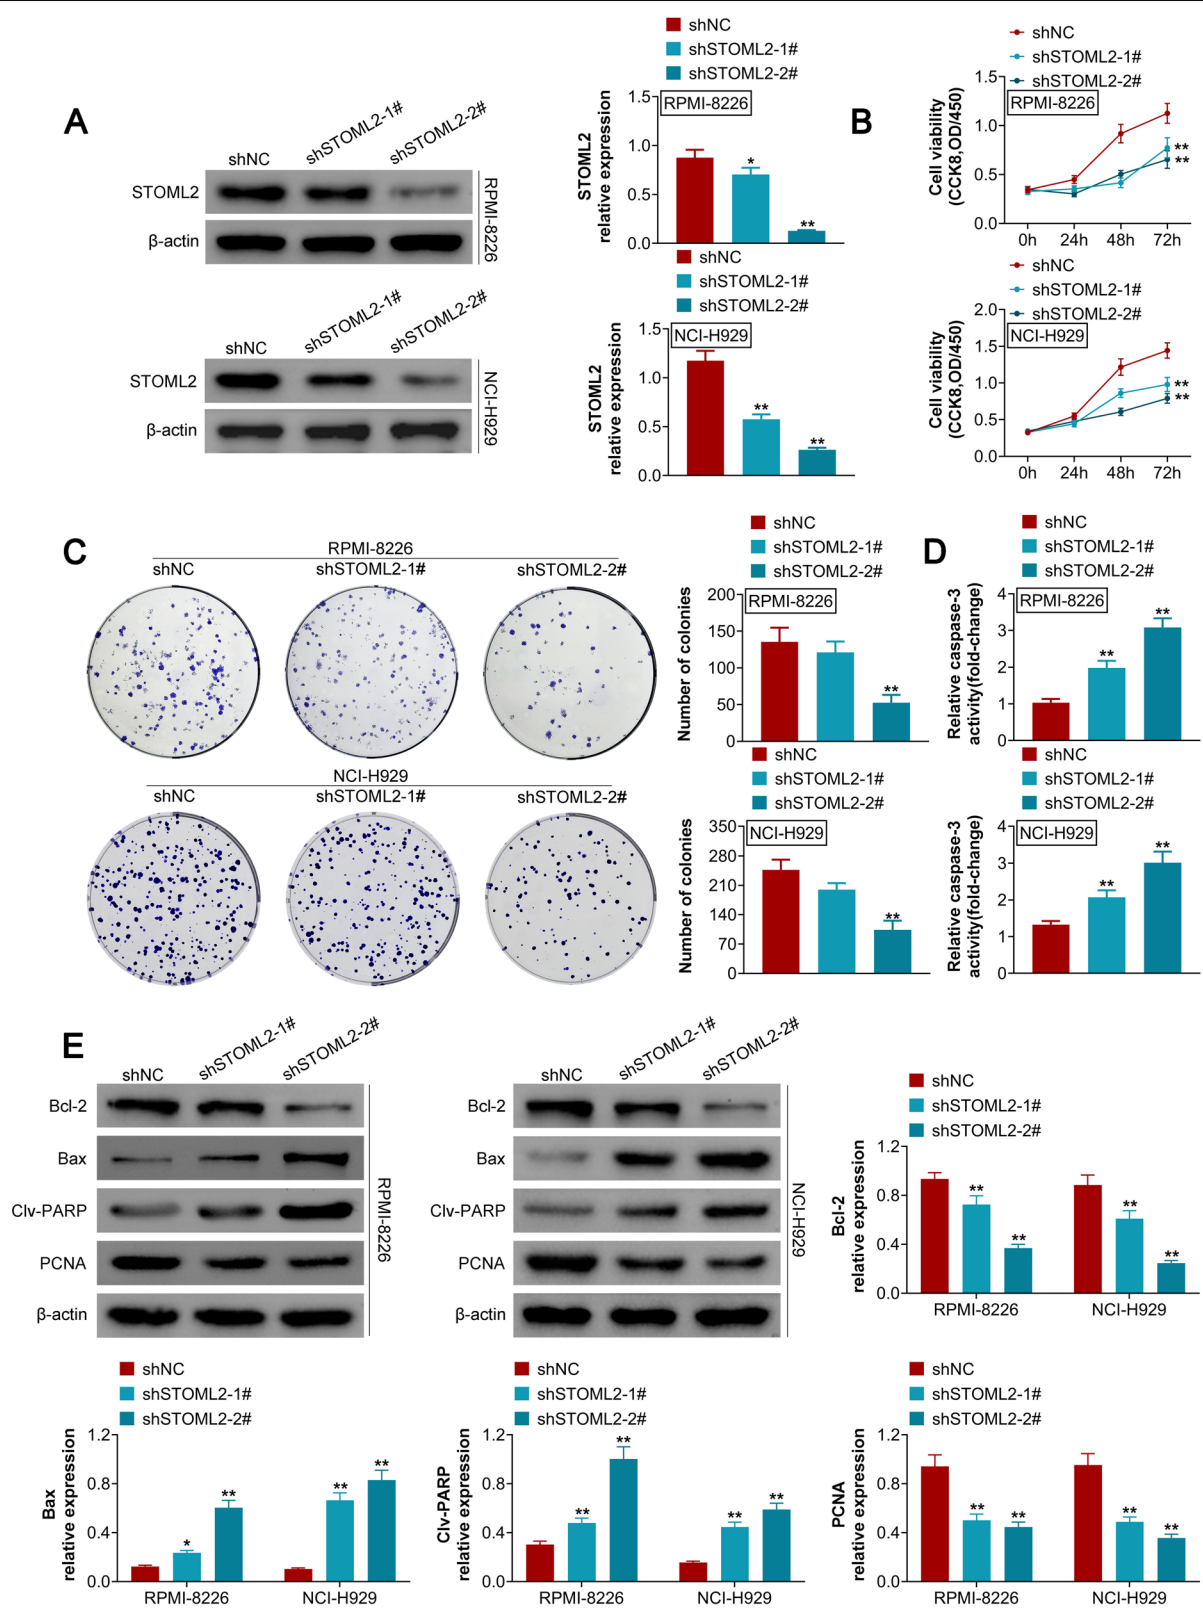 A
shNC
shSTOML2-1#
shSTOML2-2#
STOML2
β-actin
RPMI-8226
shNC
shSTOML2-1#
shSTOML2-2#
STOML2
β-actin
NCI-H929
shNC
shSTOML2-1#
shSTOML2-2#
RPMI-8226
STOML2
relative expression
1.5
1.0
0.5
0.0
*
**
shNC
shSTOML2-1#
shSTOML2-2#
NCI-H929
STOML2
relative expression
1.5
1.0
0.5
0.0
**
**
B
shNC
shSTOML2-1#
shSTOML2-2#
RPMI-8226
Cell viability
(CCK8,OD/450)
1.5
1.0
0.5
0.0
**
**
0h 24h 48h 72h
shNC
shSTOML2-1#
shSTOML2-2#
NCI-H929
Cell viability
(CCK8,OD/450)
2.0
1.5
1.0
0.5
0.0
**
**
0h 24h 48h 72h
C
RPMI-8226
shNC shSTOML2-1# shSTOML2-2#
NCI-H929
shNC shSTOML2-1# shSTOML2-2#
shNC
shSTOML2-1#
shSTOML2-2#
RPMI-8226
Number of colonies
200
150
100
50
0
**
shNC
shSTOML2-1#
shSTOML2-2#
NCI-H929
Number of colonies
350
280
210
140
70
0
**
D
shNC
shSTOML2-1#
shSTOML2-2#
RPMI-8226
Relative caspase-3
activity(fold-change)
4
3
2
1
0
**
**
shNC
shSTOML2-1#
shSTOML2-2#
NCI-H929
Relative caspase-3
activity(fold-change)
4
3
2
1
0
**
**
E
shNC
shSTOML2-1#
shSTOML2-2#
Bcl-2
Bax
Clv-PARP
PCNA
β-actin
RPMI-8226
shNC
shSTOML2-1#
shSTOML2-2#
Bcl-2
Bax
Clv-PARP
PCNA
β-actin
NCI-H929
shNC
shSTOML2-1#
shSTOML2-2#
Bcl-2
relative expression
1.2
0.8
0.4
0.0
**
**
**
**
RPMI-8226 NCI-H929
shNC
shSTOML2-1#
shSTOML2-2#
Bax
relative expression
1.2
0.8
0.4
0.0
*
**
**
**
RPMI-8226 NCI-H929
shNC
shSTOML2-1#
shSTOML2-2#
Clv-PARP
relative expression
1.2
0.8
0.4
0.0
**
**
**
**
RPMI-8226 NCI-H929
shNC
shSTOML2-1#
shSTOML2-2#
PCNA
relative expression
1.2
0.8
0.4
0.0
**
**
**
**
RPMI-8226 NCI-H929